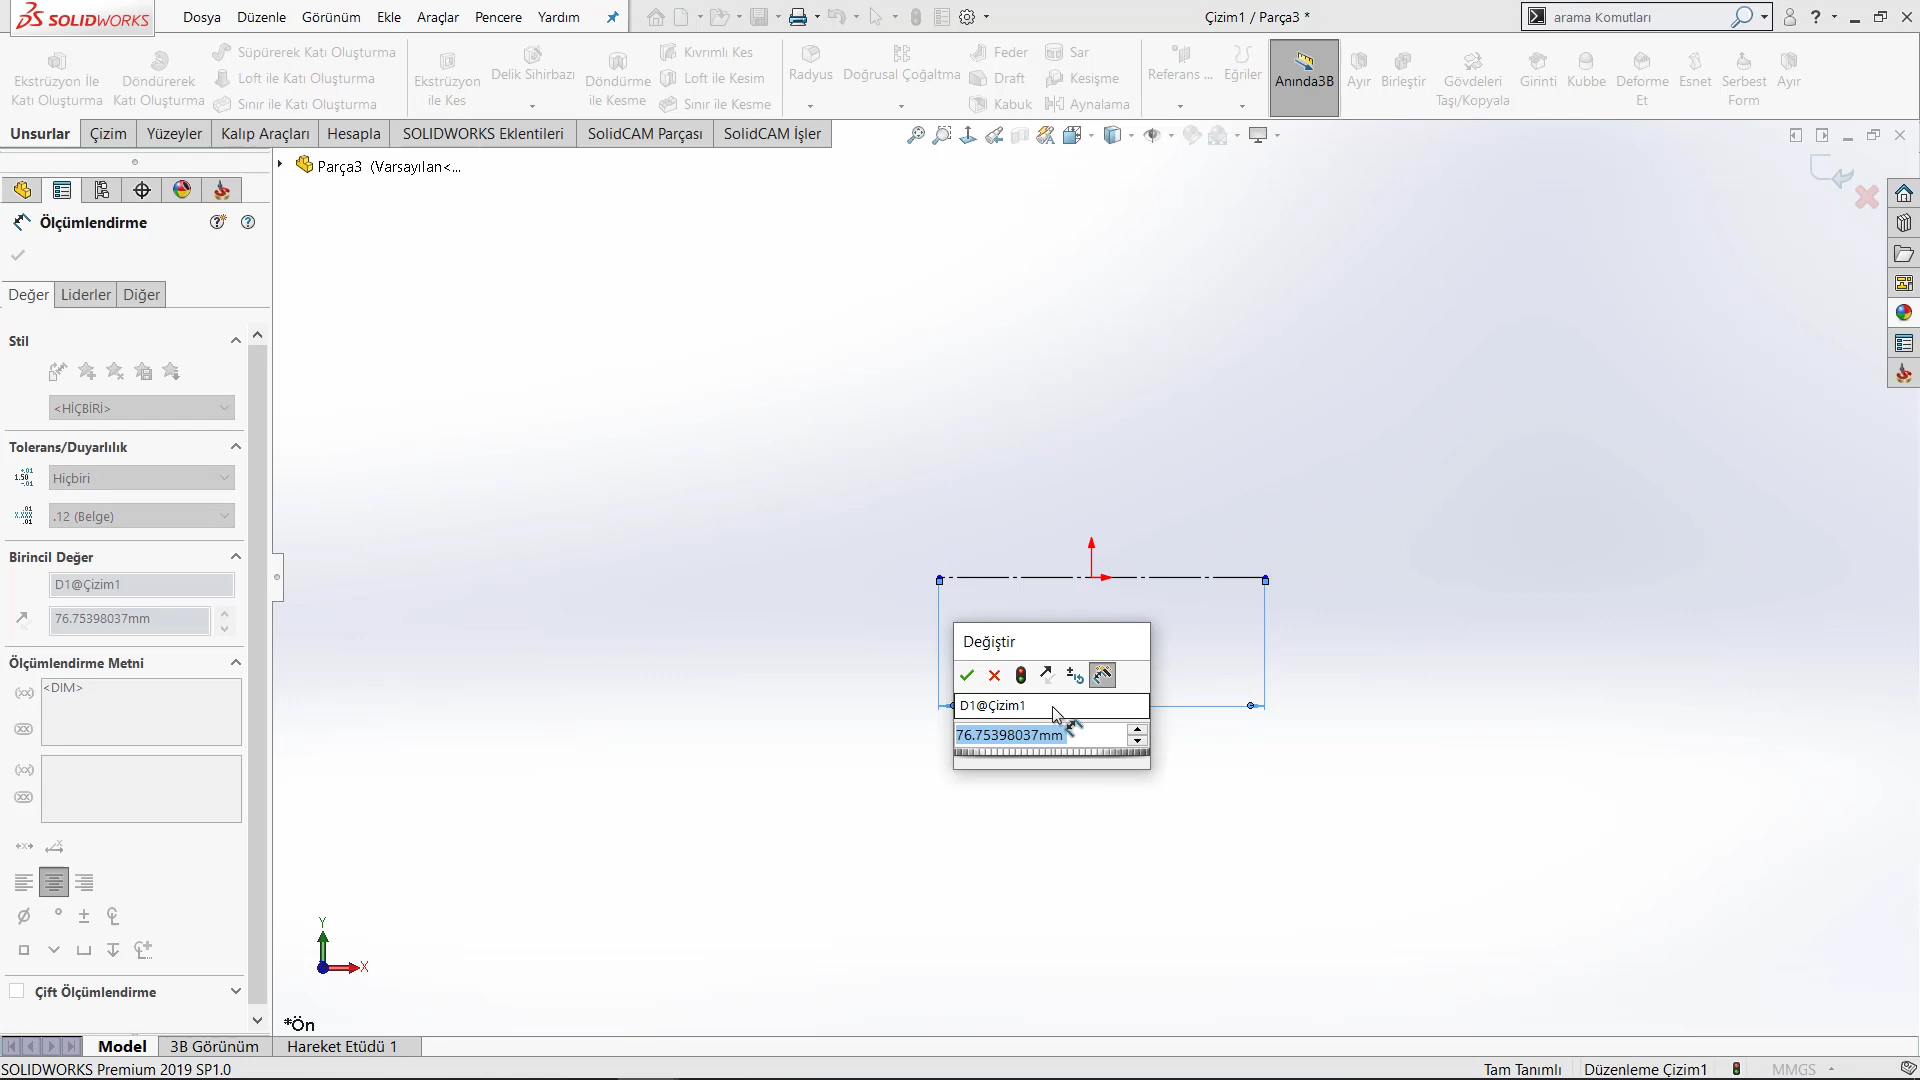 SOLIDWORKS
Dosya Düzenle Görünüm Ekle Araçlar Pencere Yardım
Çizim1 / Parça3 *
arama Komutları
Ekstrüzyon İle Katı Oluşturma
Döndürerek Katı Oluşturma
Süpürerek Katı Oluşturma
Loft ile Katı Oluşturma
Sınır ile Katı Oluşturma
Ekstrüzyon ile Kes
Delik Sihirbazı
Döndürme ile Kesme
Kıvrımlı Kes
Loft ile Kesim
Sınır ile Kesme
Radyus
Doğrusal Çoğaltma
Feder
Draft
Kabuk
Sar
Kesişme
Aynalama
Referans ...
Eğriler
Anında3B
Ayır
Birleştir
Gövdeleri Taşı/Kopyala
Girinti
Kubbe
Deforme Et
Esnet
Serbest Form
Ayır
Unsurlar Çizim Yüzeyler Kalıp Araçları Hesapla SOLIDWORKS Eklentileri SolidCAM Parçası SolidCAM İşler
Parça3 (Varsayılan<...
Ölçümlendirme
Değer Liderler Diğer
Stil
<HİÇBİRİ>
Tolerans/Duyarlılık
Hiçbiri
.12 (Belge)
Birincil Değer
D1@Çizim1
76.75398037mm
Ölçümlendirme Metni
<DIM>
Çift Ölçümlendirme
Değiştir
D1@Çizim1
76.75398037mm
Y
X
*Ön
Model 3B Görünüm Hareket Etüdü 1
SOLIDWORKS Premium 2019 SP1.0
Tam Tanımlı Düzenleme Çizim1 MMGS